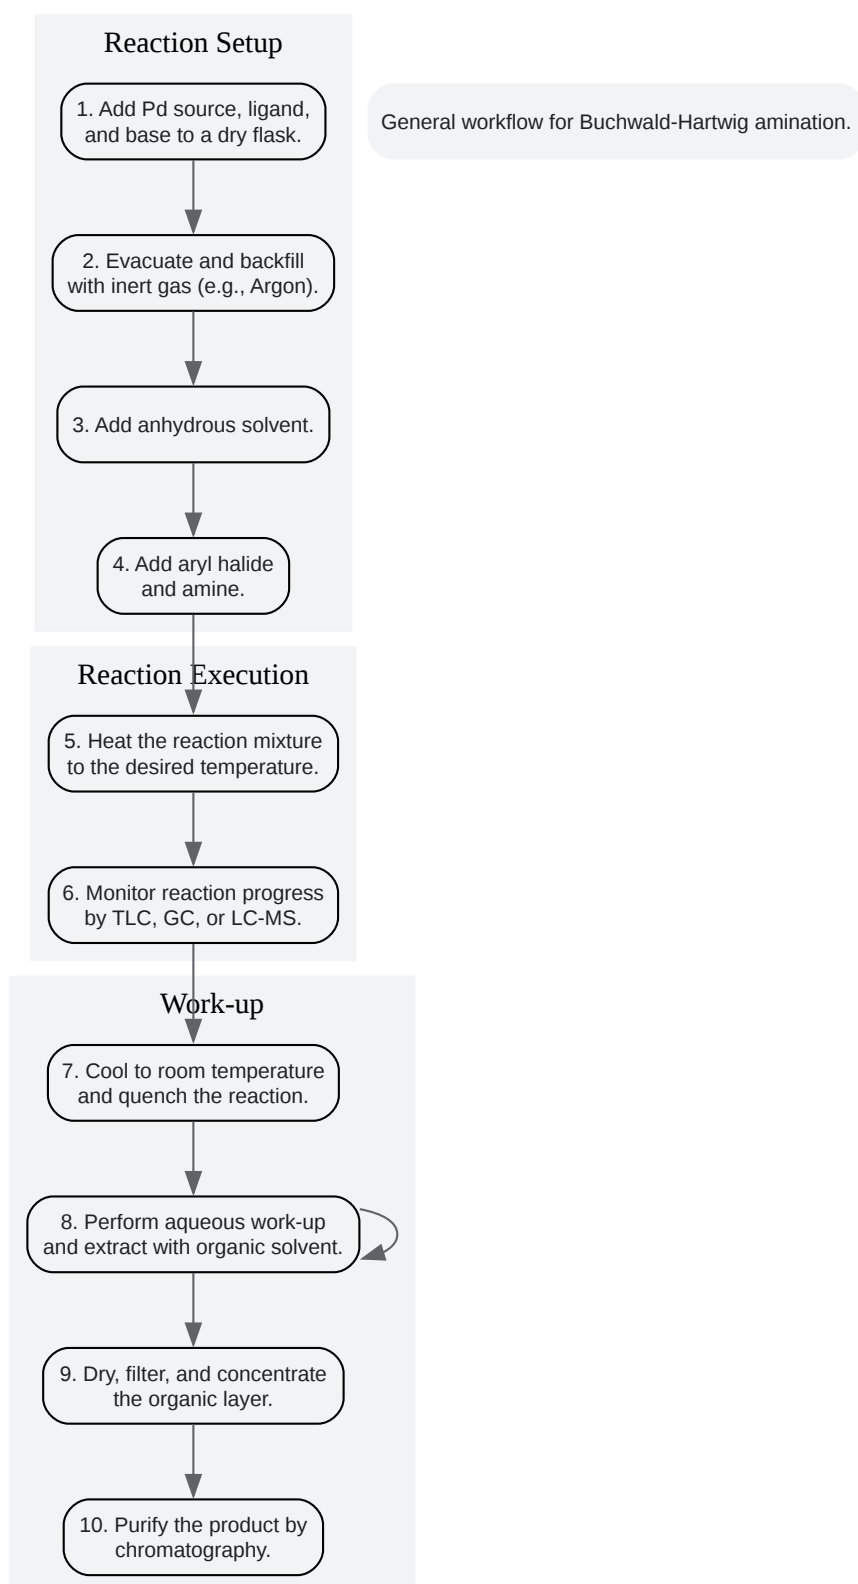 Reaction Setup
1. Add Pd source, ligand,
and base to a dry flask.
General workflow for Buchwald-Hartwig amination.
2. Evacuate and backfill
with inert gas (e.g., Argon).
3. Add anhydrous solvent.
4. Add aryl halide
and amine.
Reaction Execution
5. Heat the reaction mixture
to the desired temperature.
6. Monitor reaction progress
by TLC, GC, or LC-MS.
Work-up
7. Cool to room temperature
and quench the reaction.
8. Perform aqueous work-up
and extract with organic solvent.
9. Dry, filter, and concentrate
the organic layer.
10. Purify the product by
chromatography.